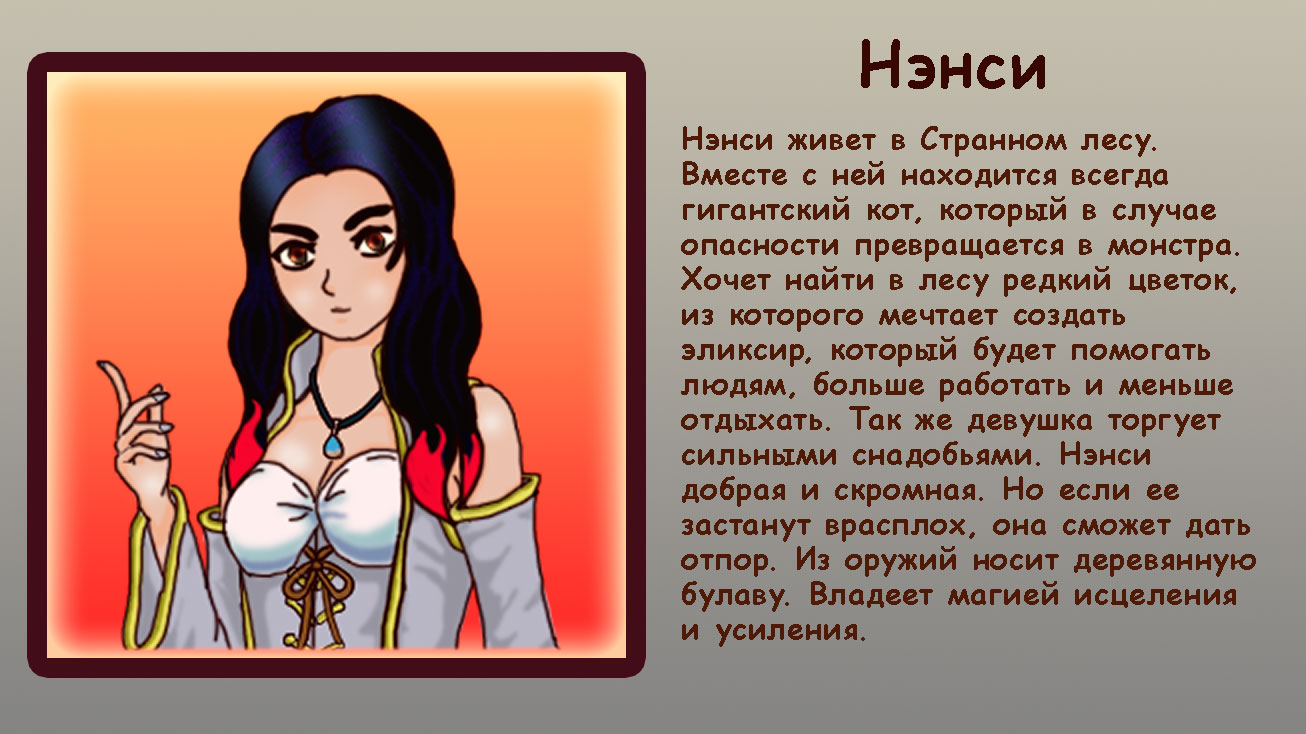 Нэнси
Нэнси живет в Странном лесу.
Вместе с ней находится всегда
гигантский кот, который в случае
опасности превращается в монстра.
Хочет найти в лесу редкий цветок,
из которого мечтает создать
эликсир, который будет помогать
людям, больше работать и меньше
отдыхать. Так же девушка торгует
сильными снадобьями. Нэнси
добрая и скромная. Но если ее
застанут врасплох, она сможет дать
отпор. Из оружий носит деревянную
булаву. Владеет магией исцеления
и усиления.